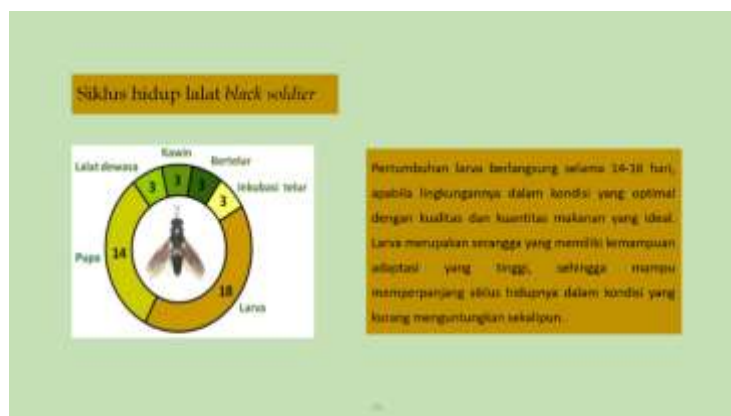 Siklus hidup lalat black soldier
Kawin
Lalat dewasa
Bertelur
Inkubasi telur
3
3
3
3
Pupa
14
18
Larva
Pertumbuhan larva berlangsung selama 14-18 hari,
apabila lingkungannya dalam kondisi yang optimal
dengan kualitas dan kuantitas makanan yang ideal.
Larva merupakan serangga yang memiliki kemampuan
adaptasi yang tinggi, sehingga mampu
memperpanjang siklus hidupnya dalam kondisi yang
kurang menguntungkan sekalipun.